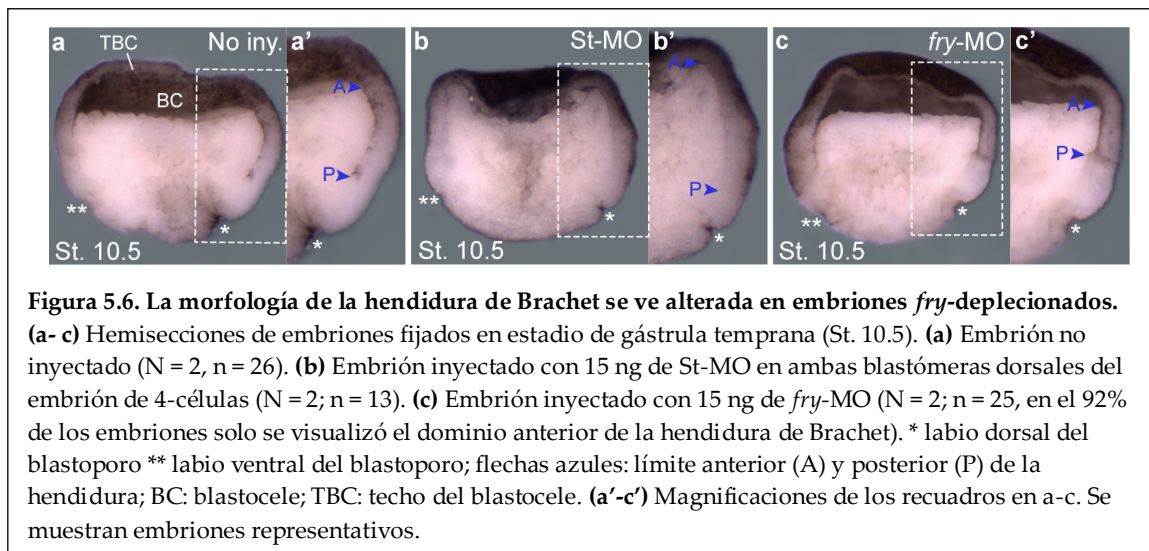 a
No iny.
TBC
BC
**
*
St. 10.5
a'
A
P
*
b
St-MO
**
*
St. 10.5
b'
A
P
*
c
fry-MO
**
*
St. 10.5
c'
A
P
*
Figura 5.6. La morfología de la hendidura de Brachet se ve alterada en embriones fry-deplecionados.
(a- c) Hemisecciones de embriones fijados en estadio de gástrula temprana (St. 10.5). (a) Embrión no
inyectado (N = 2, n = 26). (b) Embrión inyectado con 15 ng de St-MO en ambas blastómeras dorsales del
embrión de 4-células (N = 2; n = 13). (c) Embrión inyectado con 15 ng de fry-MO (N = 2; n = 25, en el 92%
de los embriones solo se visualizó el dominio anterior de la hendidura de Brachet). * labio dorsal del
blastoporo ** labio ventral del blastoporo; flechas azules: límite anterior (A) y posterior (P) de la
hendidura; BC: blastocele; TBC: techo del blastocele. (a'-c') Magnificaciones de los recuadros en a-c. Se
muestran embriones representativos.